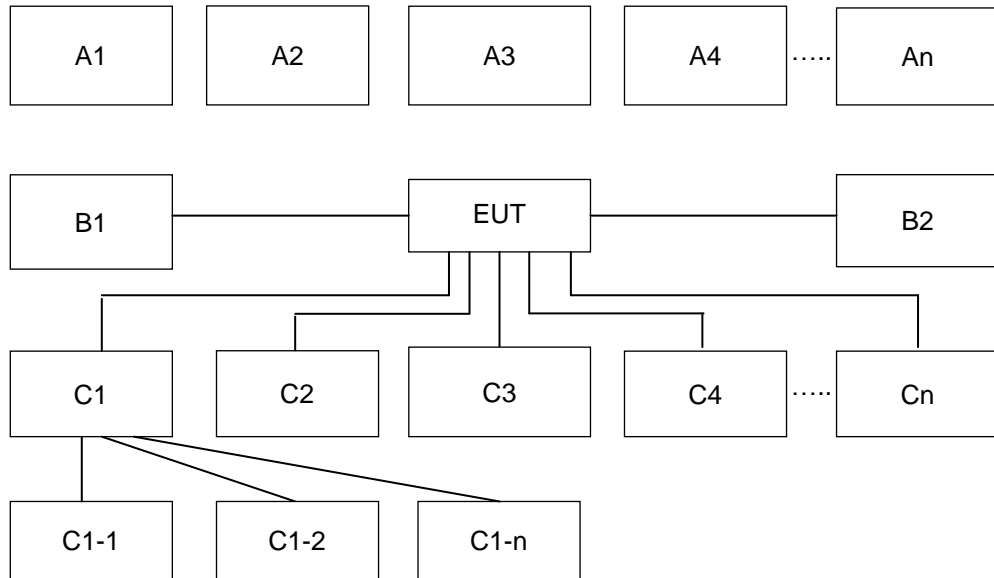 A1 A2 A3 A4 ..... An
B1 EUT B2
C1 C2 C3 C4 ..... Cn
C1-1 C1-2 C1-n